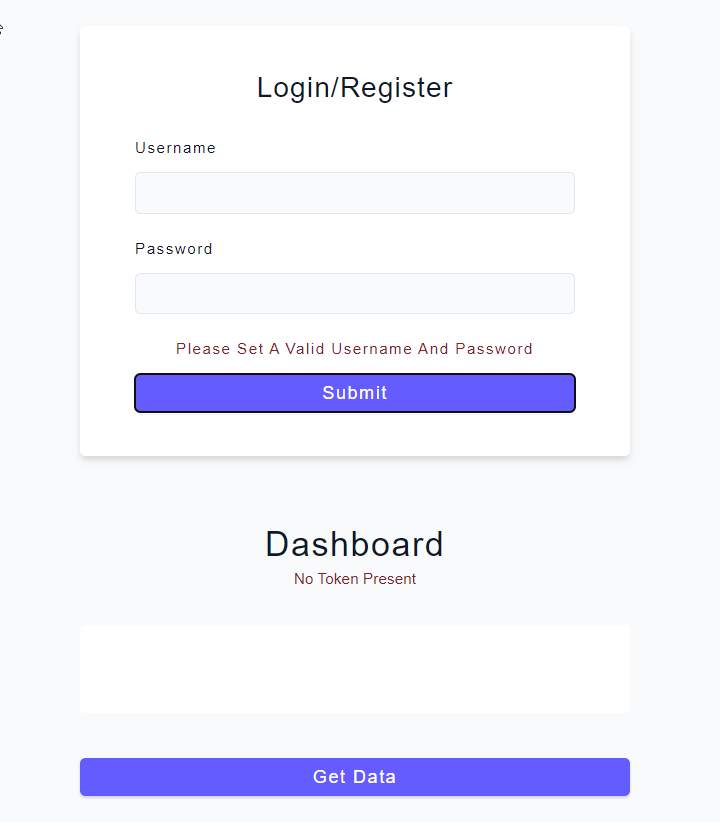 Login/Register
Username
Password
Please Set A Valid Username And Password
Submit
Dashboard
No Token Present
Get Data